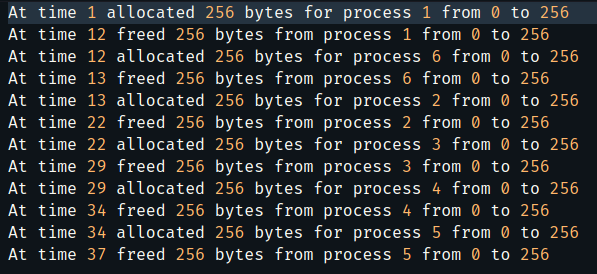 At time 1 allocated 256 bytes for process 1 from 0 to 256
At time 12 freed 256 bytes from process 1 from 0 to 256
At time 12 allocated 256 bytes for process 6 from 0 to 256
At time 13 freed 256 bytes from process 6 from 0 to 256
At time 13 allocated 256 bytes for process 2 from 0 to 256
At time 22 freed 256 bytes from process 2 from 0 to 256
At time 22 allocated 256 bytes for process 3 from 0 to 256
At time 29 freed 256 bytes from process 3 from 0 to 256
At time 29 allocated 256 bytes for process 4 from 0 to 256
At time 34 freed 256 bytes from process 4 from 0 to 256
At time 34 allocated 256 bytes for process 5 from 0 to 256
At time 37 freed 256 bytes from process 5 from 0 to 256